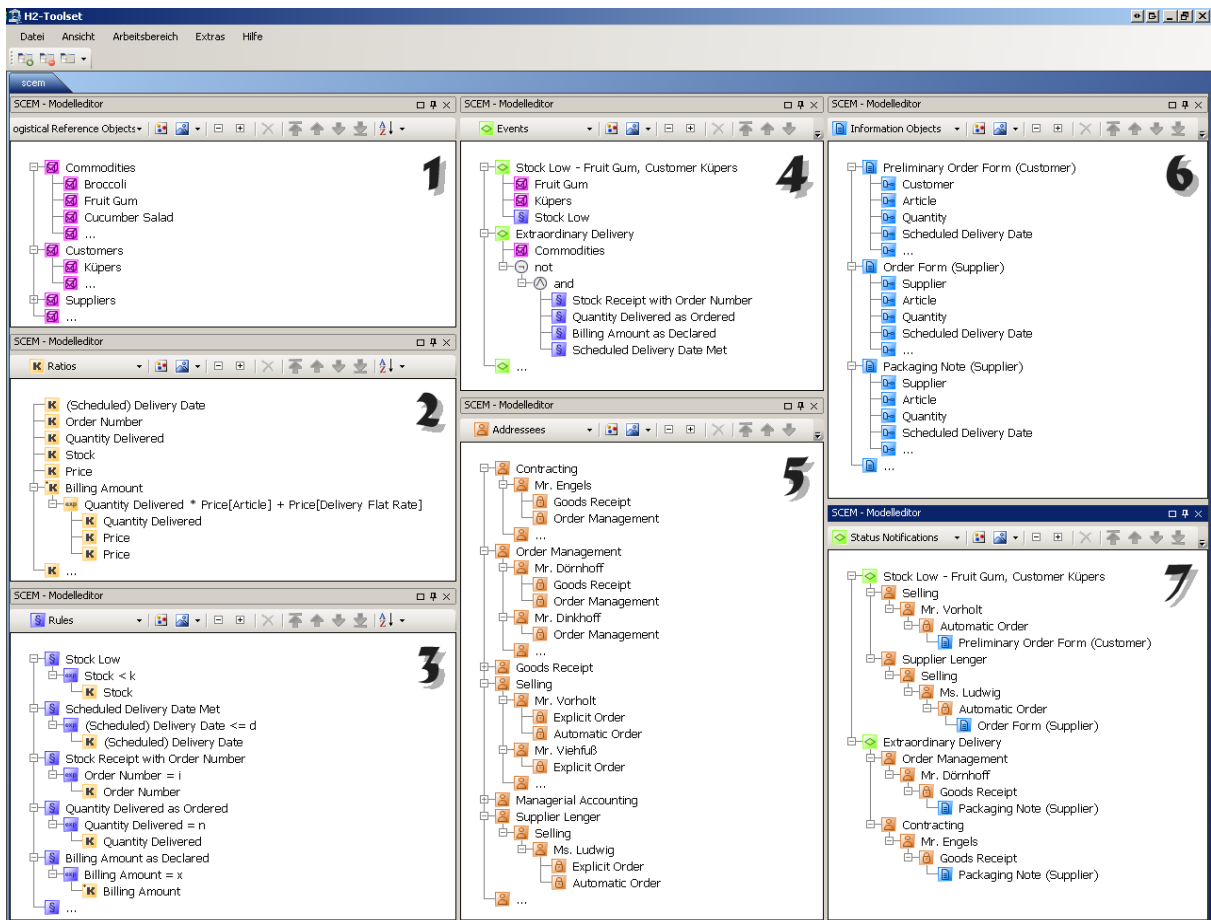 H2-Toolset
Datei Ansicht Arbeitsbereich Extras Hilfe
scem
SCEM - Modelleditor
ogistical Reference Objects
1
Commodities
Broccoli
Fruit Gum
Cucumber Salad
...
Customers
Küpers
...
Suppliers
...
SCEM - Modelleditor
K Ratios
2
K (Scheduled) Delivery Date
K Order Number
K Quantity Delivered
K Stock
K Price
K Billing Amount
exp Quantity Delivered * Price[Article] + Price[Delivery Flat Rate]
K Quantity Delivered
K Price
K Price
K ...
SCEM - Modelleditor
§ Rules
3
§ Stock Low
exp Stock < k
K Stock
§ Scheduled Delivery Date Met
exp (Scheduled) Delivery Date <= d
K (Scheduled) Delivery Date
§ Stock Receipt with Order Number
exp Order Number = i
K Order Number
§ Quantity Delivered as Ordered
exp Quantity Delivered = n
K Quantity Delivered
§ Billing Amount as Declared
exp Billing Amount = x
K Billing Amount
§ ...
SCEM - Modelleditor
Events
4
Stock Low - Fruit Gum, Customer Küpers
Fruit Gum
Küpers
§ Stock Low
Extraordinary Delivery
Commodities
not
and
§ Stock Receipt with Order Number
§ Quantity Delivered as Ordered
§ Billing Amount as Declared
§ Scheduled Delivery Date Met
...
SCEM - Modelleditor
Addressees
5
Contracting
Mr. Engels
Goods Receipt
Order Management
...
Order Management
Mr. Dörnhoff
Goods Receipt
Order Management
Mr. Dinkhoff
Order Management
...
Goods Receipt
Selling
Mr. Vorholt
Explicit Order
Automatic Order
Mr. Viehfuß
Explicit Order
...
Managerial Accounting
Supplier Lenger
Selling
Ms. Ludwig
Explicit Order
Automatic Order
...
SCEM - Modelleditor
Information Objects
6
Preliminary Order Form (Customer)
Customer
Article
Quantity
Scheduled Delivery Date
...
Order Form (Supplier)
Supplier
Article
Quantity
Scheduled Delivery Date
...
Packaging Note (Supplier)
Supplier
Article
Quantity
Scheduled Delivery Date
...
...
SCEM - Modelleditor
Status Notifications
7
Stock Low - Fruit Gum, Customer Küpers
Selling
Mr. Vorholt
Automatic Order
Preliminary Order Form (Customer)
Supplier Lenger
Selling
Ms. Ludwig
Automatic Order
Order Form (Supplier)
Extraordinary Delivery
Order Management
Mr. Dörnhoff
Goods Receipt
Packaging Note (Supplier)
Contracting
Mr. Engels
Goods Receipt
Packaging Note (Supplier)